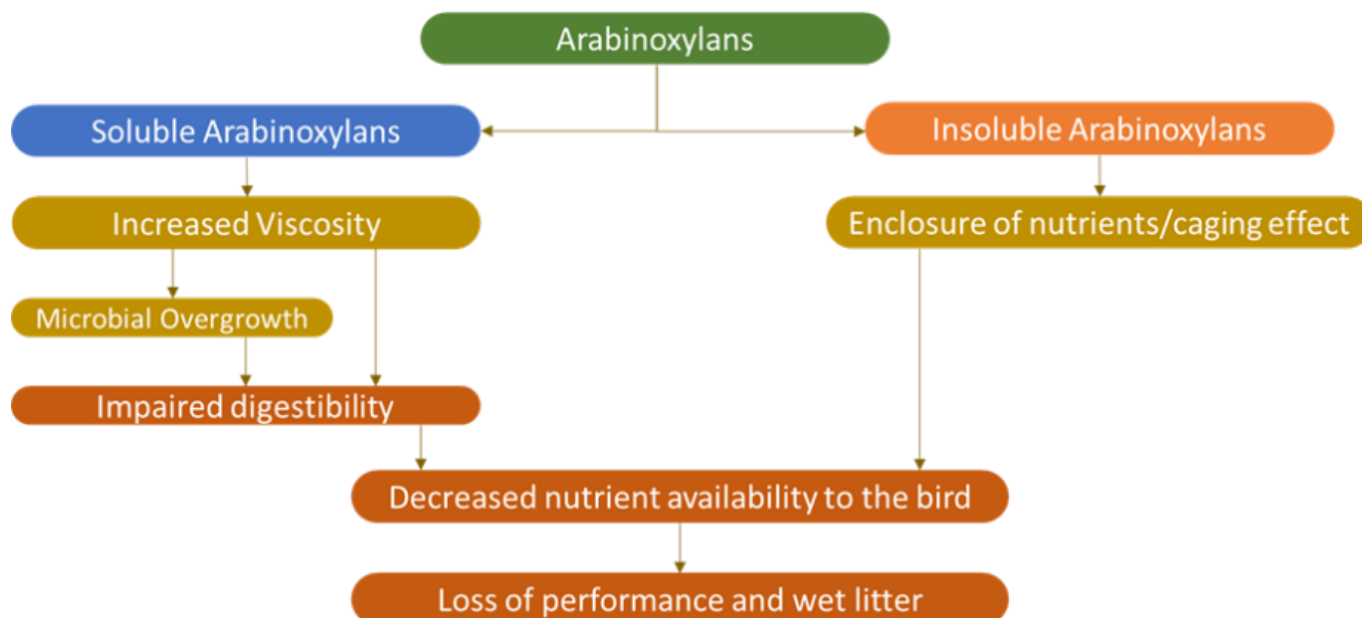 Arabinoxylans
Soluble Arabinoxylans
Insoluble Arabinoxylans
Increased Viscosity
Enclosure of nutrients/caging effect
Microbial Overgrowth
Impaired digestibility
Decreased nutrient availability to the bird
Loss of performance and wet litter